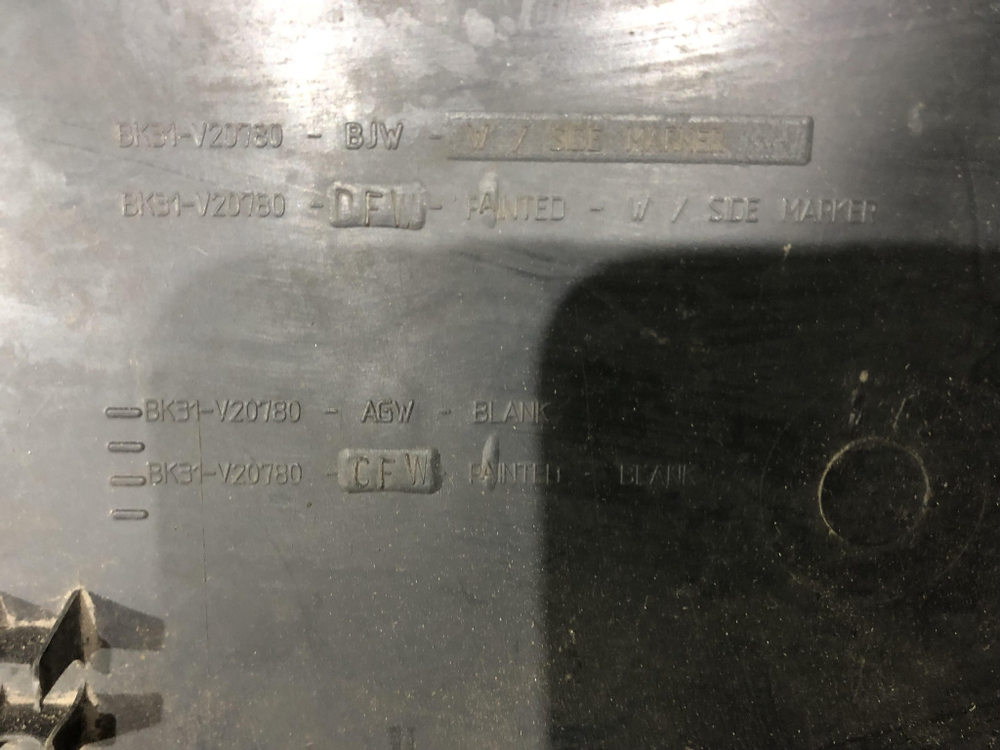 BK31-V20780 - BJW - W / SIDE MARKER
BK31-V20780 - DFW - PAINTED - W / SIDE MARKER
BK31-V20780 - AGW - BLANK
BK31-V20780 - CFW - PAINTED - BLANK